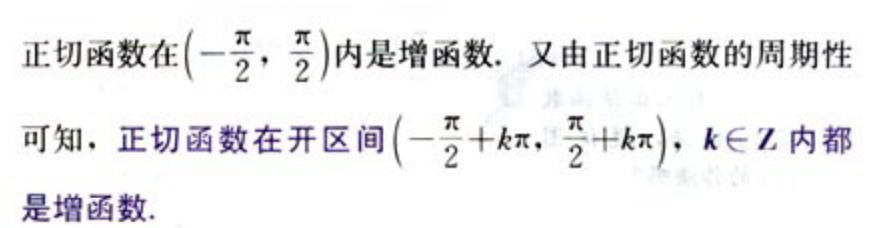 正切函数在(−π/2, π/2)内是增函数. 又由正切函数的周期性
可知，正切函数在开区间(−π/2+kπ, π/2+kπ)，k∈Z 内都
是增函数.